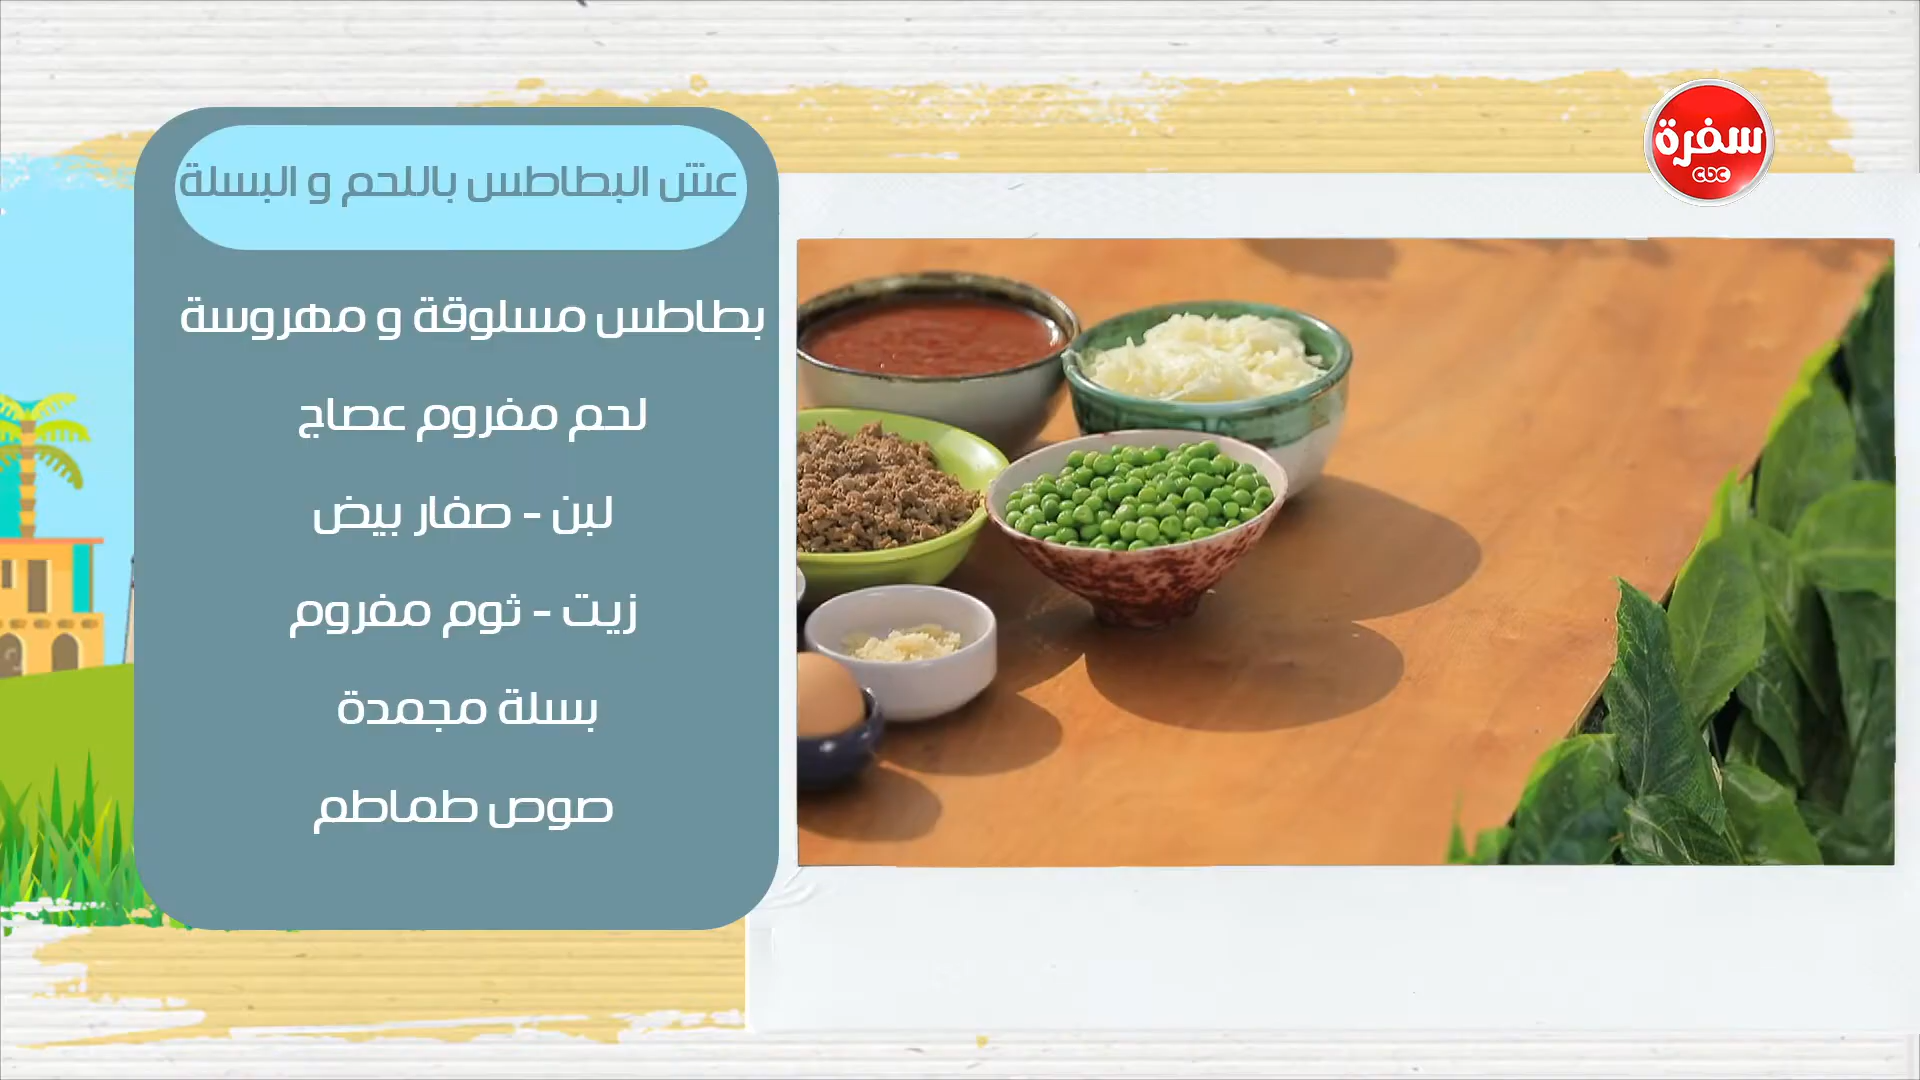 سفرة
cbc
عش البطاطس باللحم و البسلة
بطاطس مسلوقة و مهروسة
لحم مفروم عصاج
لبن - صفار بيض
زيت - ثوم مفروم
بسلة مجمدة
صوص طماطم